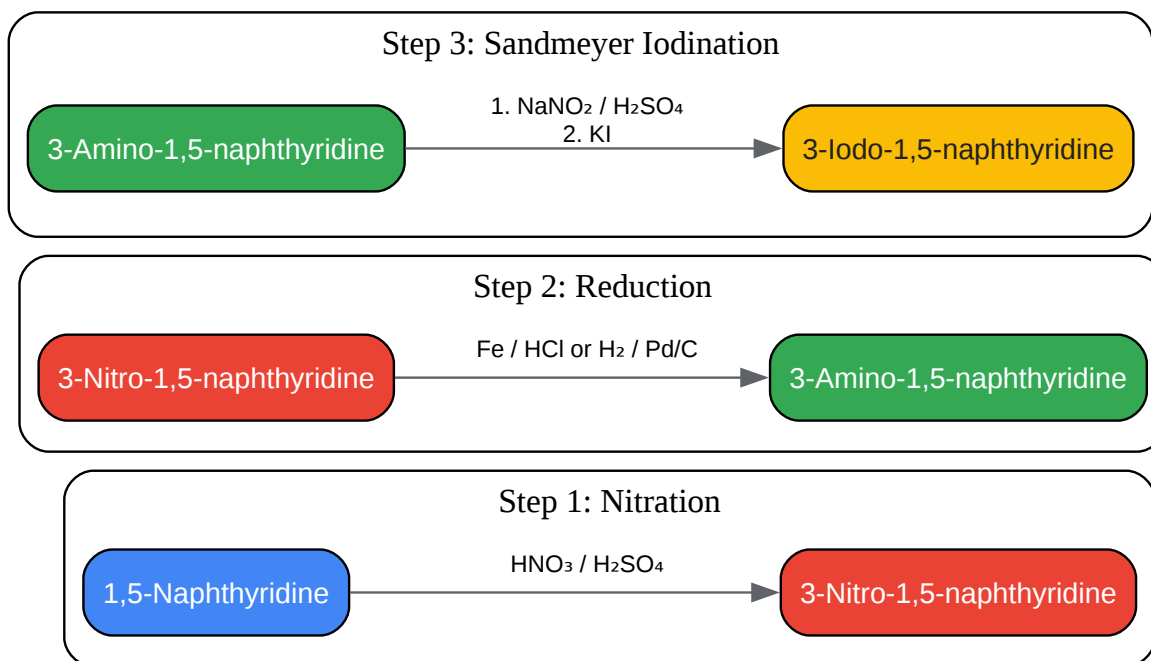 Step 3: Sandmeyer Iodination
3-Amino-1,5-naphthyridine
1. NaNO₂ / H₂SO₄
2. KI
3-Iodo-1,5-naphthyridine
Step 2: Reduction
3-Nitro-1,5-naphthyridine
Fe / HCl or H₂ / Pd/C
3-Amino-1,5-naphthyridine
Step 1: Nitration
1,5-Naphthyridine
HNO₃ / H₂SO₄
3-Nitro-1,5-naphthyridine